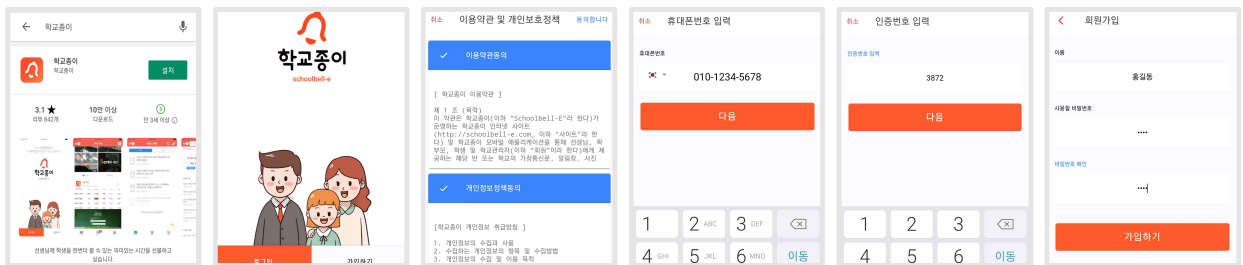 학교종이
학교종이
학교종이
설치
3.1 ★
리뷰 842개
10만 이상
다운로드
3
만 3세 이상 ⓘ
학교종이
선생님께 학생을 한번더 볼 수 있는 의미있는 시간을 선물하고
싶습니다.
학교종이
schoolbell-e
로그인
가입하기
취소
이용약관 및 개인보호정책
동의합니다
이용약관동의
[ 학교종이 이용약관 ]
제 1 조 (목적)
이 약관은 학교종이(이하 "Schoolbell-E"라 한다)가
운영하는 학교종이 인터넷 사이트
(http://schoolbell-e.com, 이하 "사이트"라 한
다) 및 학교종이 모바일 애플리케이션을 통해 선생님, 학
부모, 학생 및 학교관리자(이하 "회원"이라 한다)에게 제
공하는 해당 반 또는 학교의 가정통신문, 알림장, 사진
개인정보정책동의
[학교종이 개인정보 취급방침 ]
1. 개인정보의 수집과 사용
2. 수집하는 개인정보의 항목 및 수집방법
3. 개인정보의 수집 및 이용 목적
취소
휴대폰번호 입력
휴대폰번호
010-1234-5678
다음
1
2 ABC
3 DEF
4 GHI
5 JKL
6 MNO
이동
취소
인증번호 입력
인증번호 입력
3872
다음
1
2
3
4
5
6
이동
회원가입
이름
홍길동
사용할 비밀번호
••••
비밀번호 확인
••••
가입하기